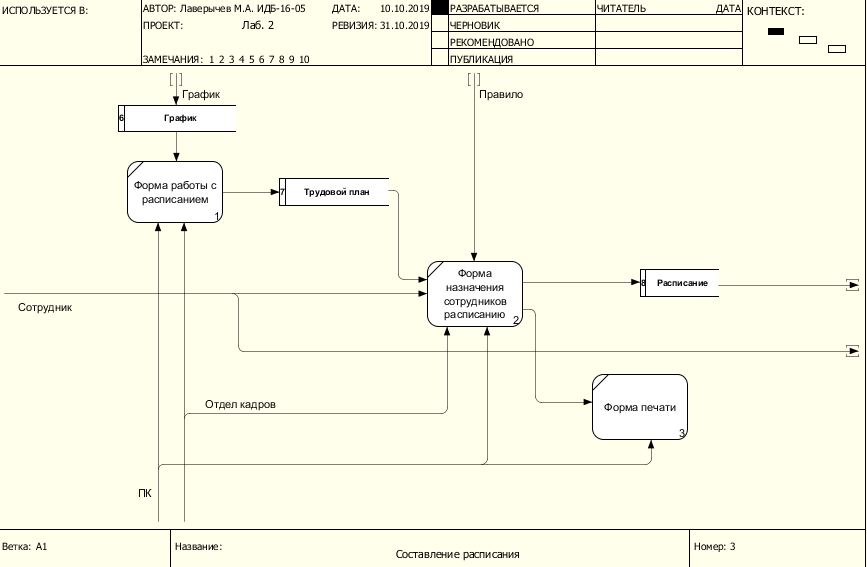 ИСПОЛЬЗУЕТСЯ В:
АВТОР: Лаверычев М.А. ИДБ-16-05
ДАТА: 10.10.2019
РАЗРАБАТЫВАЕТСЯ
ЧИТАТЕЛЬ
ДАТА
КОНТЕКСТ:
ПРОЕКТ: Лаб. 2
РЕВИЗИЯ: 31.10.2019
ЧЕРНОВИК
РЕКОМЕНДОВАНО
ЗАМЕЧАНИЯ: 1 2 3 4 5 6 7 8 9 10
ПУБЛИКАЦИЯ
График
Правило
6 График
Форма работы с
расписанием
1
7 Трудовой план
Форма
назначения
сотрудников
расписанию
2
8 Расписание
Сотрудник
Отдел кадров
Форма печати
3
ПК
Ветка: A1
Название:
Составление расписания
Номер: 3